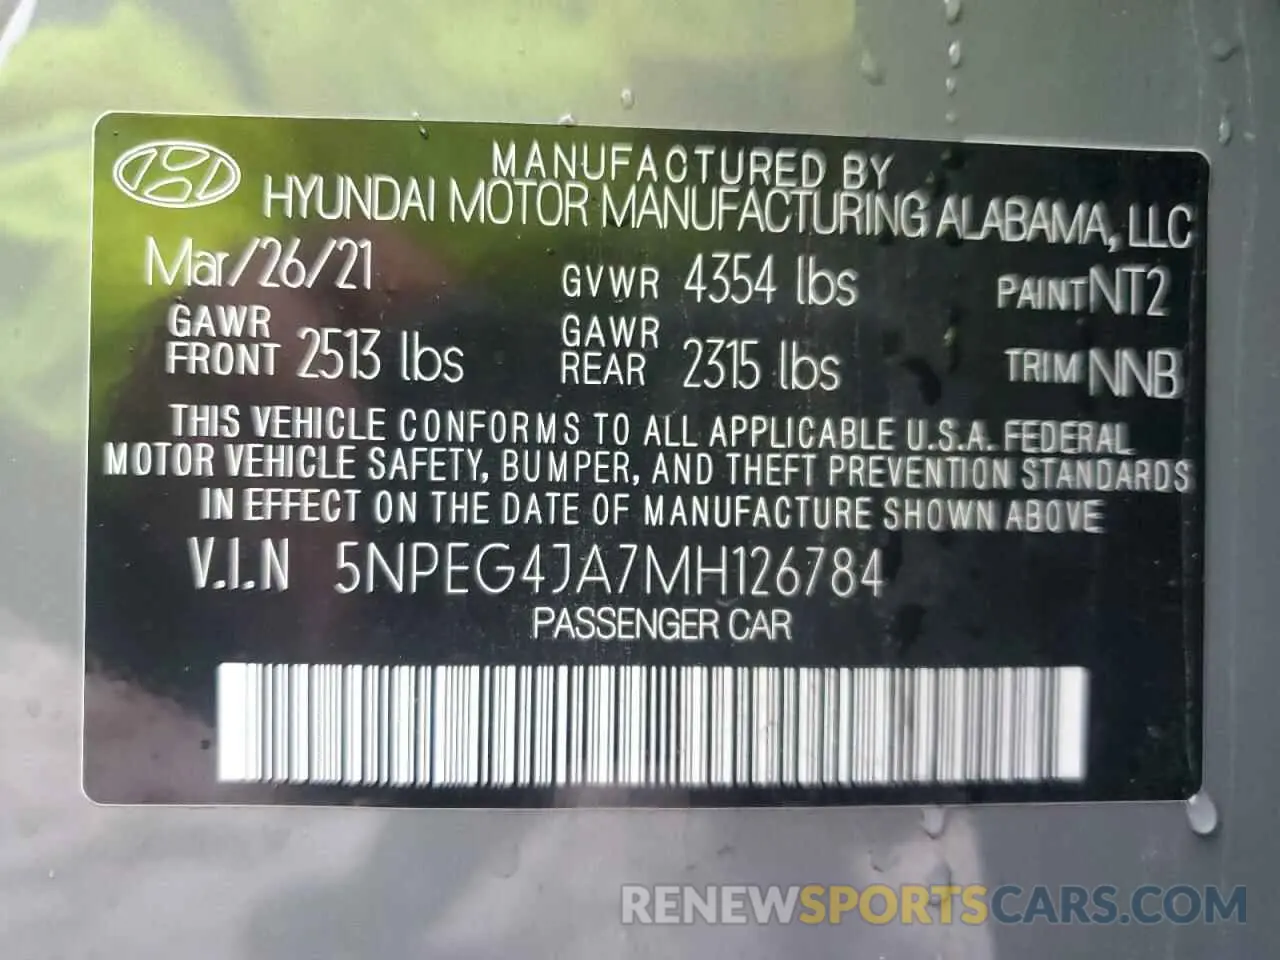 MANUFACTURED BY
HYUNDAI MOTOR MANUFACTURING ALABAMA, LLC
Mar/26/21 GVWR 4354 lbs PAINT NT2
GAWR FRONT 2513 lbs GAWR REAR 2315 lbs TRIM NNB
THIS VEHICLE CONFORMS TO ALL APPLICABLE U.S.A. FEDERAL
MOTOR VEHICLE SAFETY, BUMPER, AND THEFT PREVENTION STANDARDS
IN EFFECT ON THE DATE OF MANUFACTURE SHOWN ABOVE
V.I.N 5NPEG4JA7MH126784
PASSENGER CAR
RENEWSPORTSCARS.COM